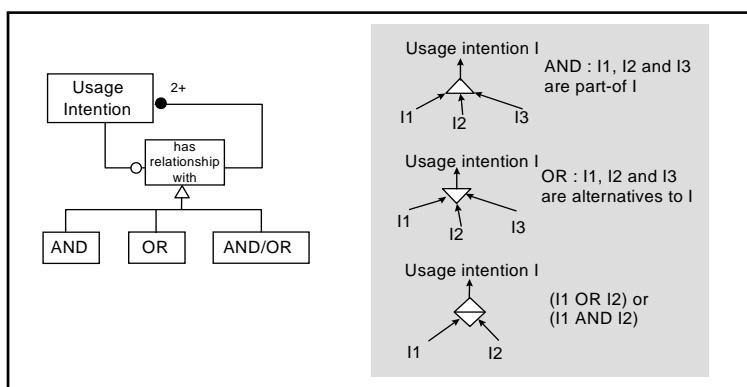 Usage
Intention
2+
has
relationship
with
AND
OR
AND/OR
Usage intention I
AND : I1, I2 and I3
are part-of I
I1
I2
I3
Usage intention I
OR : I1, I2 and I3
are alternatives to I
I1
I2
I3
Usage intention I
(I1 OR I2) or
(I1 AND I2)
I1
I2